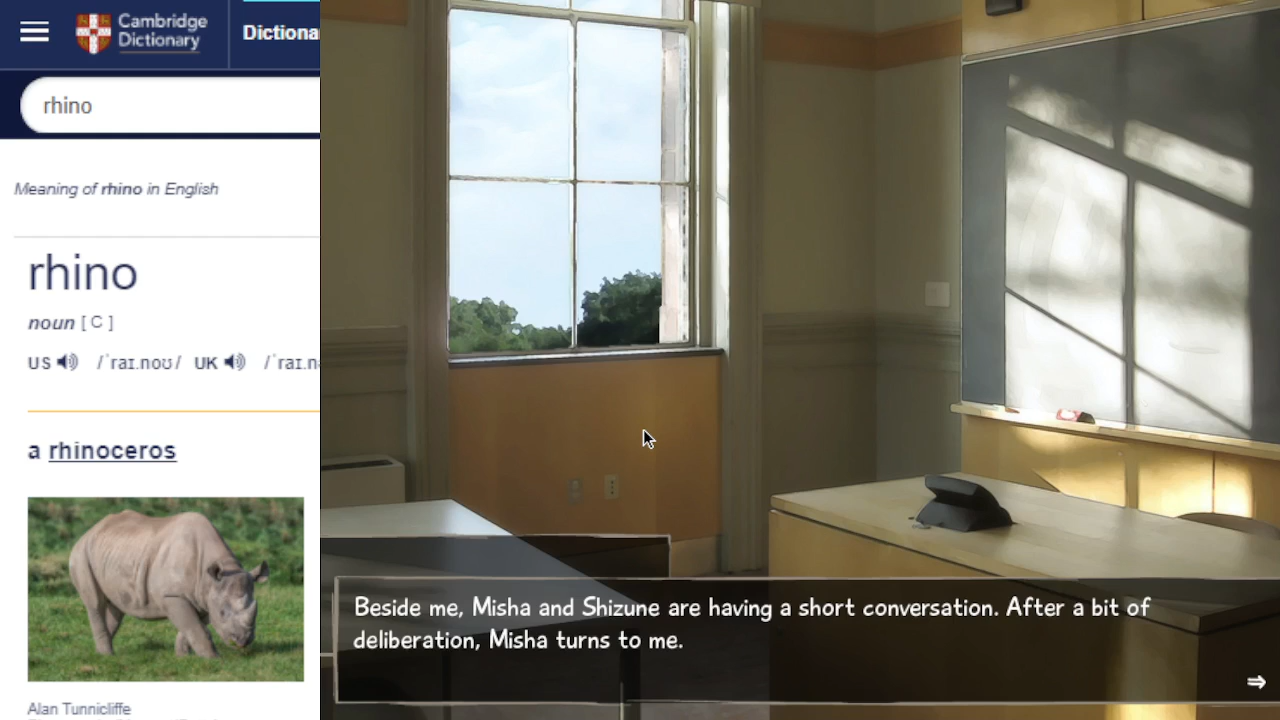 Cambridge
Dictionary
Dictiona
rhino
Meaning of rhino in English
rhino
noun [ C ]
US /ˈraɪ.noʊ/ UK /ˈraɪ.n
a rhinoceros
Alan Tunnicliffe
Beside me, Misha and Shizune are having a short conversation. After a bit of
deliberation, Misha turns to me.